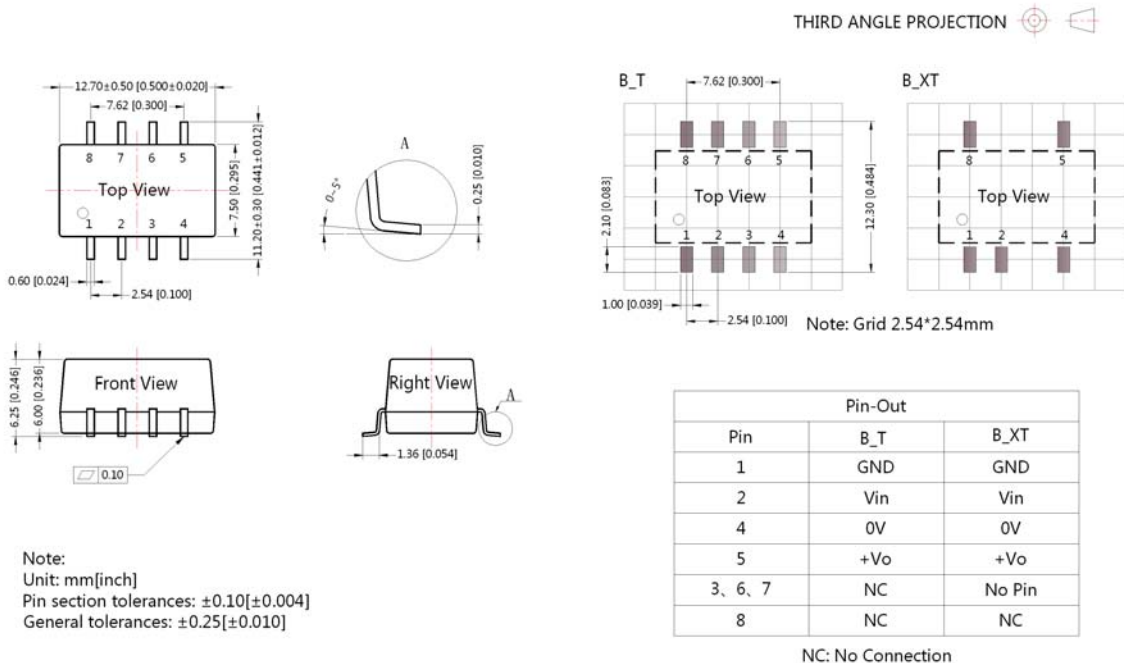 THIRD ANGLE PROJECTION
12.70±0.50 [0.500±0.020]
7.62 [0.300]
8 7 6 5
Top View
1 2 3 4
7.50 [0.295]
11.20±0.30 [0.441±0.012]
0.60 [0.024]
2.54 [0.100]
A
0~5°
0.25 [0.010]
B_T
7.62 [0.300]
8 7 6 5
Top View
1 2 3 4
2.10 [0.083]
12.30 [0.484]
1.00 [0.039]
2.54 [0.100]
B_XT
8 5
Top View
1 2 4
Note: Grid 2.54*2.54mm
Front View
6.25 [0.246]
6.00 [0.236]
0.10
Right View
A
1.36 [0.054]
Pin-Out
Pin B_T B_XT
1 GND GND
2 Vin Vin
4 0V 0V
5 +Vo +Vo
3、6、7 NC No Pin
8 NC NC
NC: No Connection
Note:
Unit: mm[inch]
Pin section tolerances: ±0.10[±0.004]
General tolerances: ±0.25[±0.010]